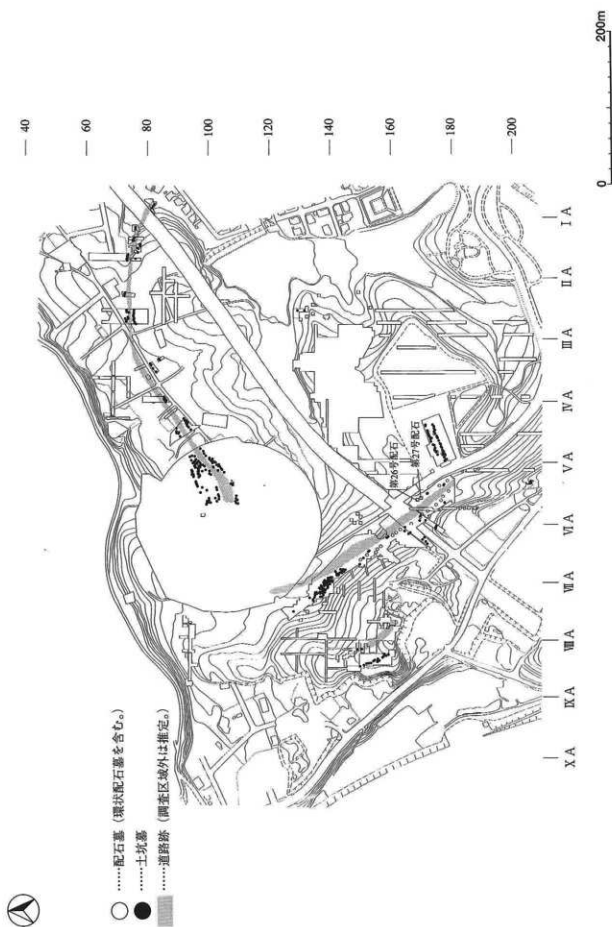 ○……配石墓（環状配石墓を含む。）
●……土坑墓
……道路跡（調査区域外は推定。）
— 40
— 60
— 80
— 100
— 120
— 140
— 160
— 180
— 200
ⅠA
ⅡA
ⅢA
ⅣA
ⅤA
ⅥA
ⅦA
ⅧA
ⅨA
ⅩA
第26号配石
第27号配石
0
200m